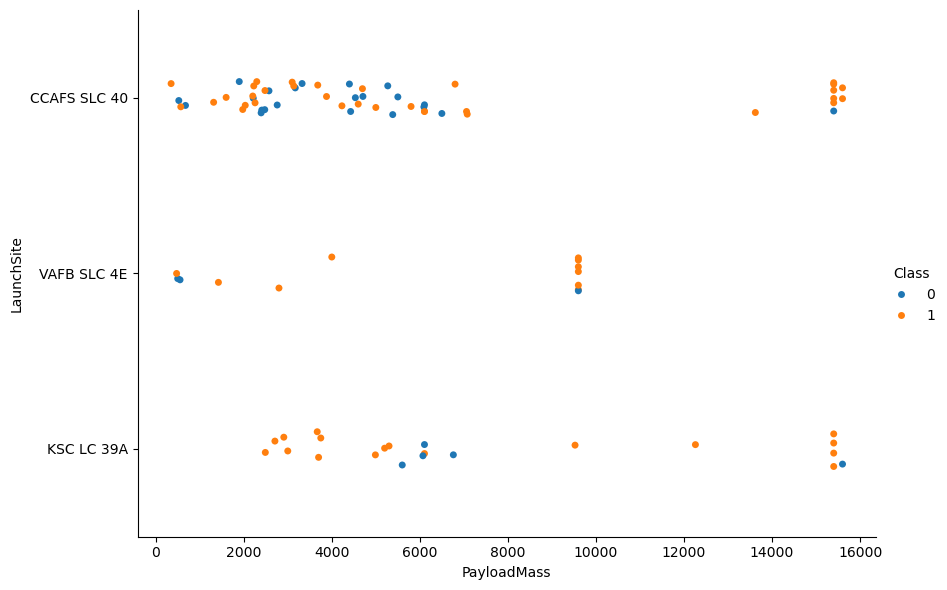 CCAFS SLC 40
VAFB SLC 4E
KSC LC 39A
LaunchSite
0 2000 4000 6000 8000 10000 12000 14000 16000
PayloadMass
Class
0
1